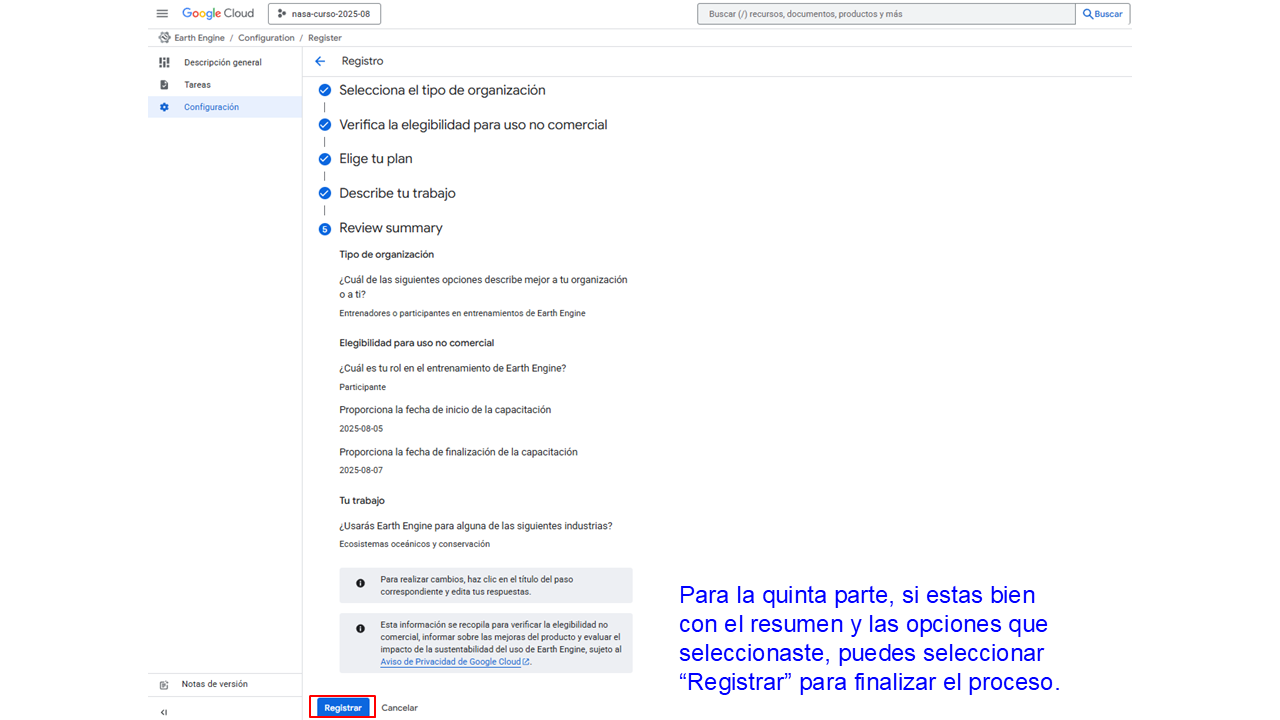 Google Cloud
nasa-curso-2025-08
Buscar (/) recursos, documentos, productos y más
Buscar
Earth Engine / Configuration / Register
Descripción general
Tareas
Configuración
Registro
Selecciona el tipo de organización
Verifica la elegibilidad para uso no comercial
Elige tu plan
Describe tu trabajo
5 Review summary
Tipo de organización
¿Cuál de las siguientes opciones describe mejor a tu organización
o a ti?
Entrenadores o participantes en entrenamientos de Earth Engine
Elegibilidad para uso no comercial
¿Cuál es tu rol en el entrenamiento de Earth Engine?
Participante
Proporciona la fecha de inicio de la capacitación
2025-08-05
Proporciona la fecha de finalización de la capacitación
2025-08-07
Tu trabajo
¿Usarás Earth Engine para alguna de las siguientes industrias?
Ecosistemas oceánicos y conservación
Para realizar cambios, haz clic en el título del paso
correspondiente y edita tus respuestas.
Esta información se recopila para verificar la elegibilidad no
comercial, informar sobre las mejoras del producto y evaluar el
impacto de la sustentabilidad del uso de Earth Engine, sujeto al
Aviso de Privacidad de Google Cloud.
Notas de versión
Registrar
Cancelar
Para la quinta parte, si estas bien
con el resumen y las opciones que
seleccionaste, puedes seleccionar
“Registrar” para finalizar el proceso.